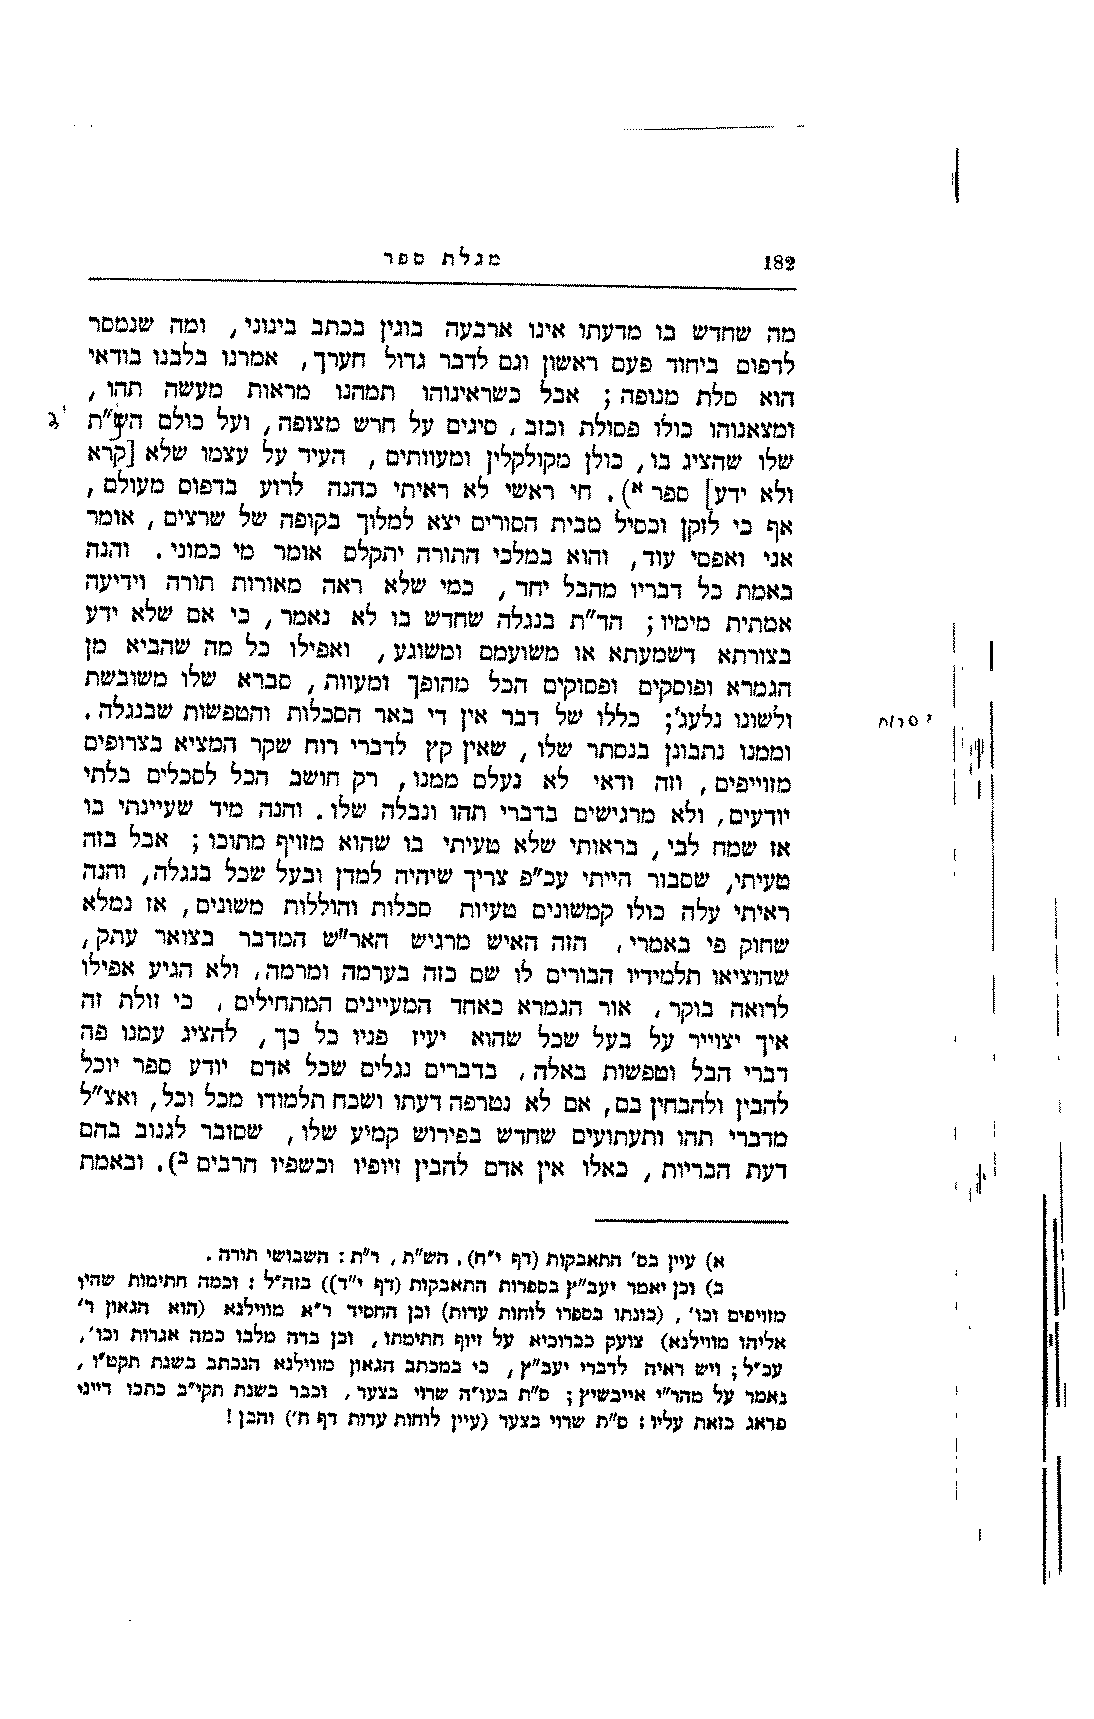 182
מגלת ספר
מה שחדש בו מדעתו אינו ארבעה בוגין בכתב בינוני, ומה שנמסר
לדפוס ביחוד פעם ראשון וגם לדבר גדול הערך, אמרנו בלבנו בודאי
הוא סלת מנופה; אבל כשראינוהו תמהנו מראות מעשה תהו,
ומצאנוהו כולו פסולת וכזב, סיגים על חרש מצופה, ועל כולם הש"ת
שלו שהציג בו, כולן מקולקלין ומעוותים, העיד על עצמו שלא [קרא
ולא ידע] ספר א). חי ראשי לא ראיתי כהנה לרוע בדפוס מעולם,
אף כי לזקן וכסיל מבית הסורים יצא למלוך בקופה של שרצים, אומר
אני ואפסי עוד, והוא במלכי התורה יתקלס אומר מי כמוני. והנה
באמת כל דבריו מהבל יחד, כמי שלא ראה מאורות תורה וידיעה
אמתית מימיו; הד"ת בנגלה שחדש בו לא נאמר, כי אם שלא ידע
בצורתא דשמעתא או משועמם ומשוגע, ואפילו כל מה שהביא מן
הגמרא ופוסקים ופסוקים הכל מהופך ומעוות, סברא שלו משובשת
ולשונו נלעג; כללו של דבר אין די באר הסכלות והטפשות שבנגלה.
וממנו נתבונן בנסתר שלו, שאין קץ לדברי רוח שקר המציא בצרופים
מזוייפים, וזה ודאי לא נעלם ממנו, רק חושב הכל לסכלים בלתי
יודעים, ולא מרגישים בדברי תהו ונבלה שלו. והנה מיד שעיינתי בו
אז שמח לבי, בראותי שלא טעיתי בו שהוא מזויף מתוכו; אבל בזה
טעיתי, שסבור הייתי עכ"פ צריך שיהיה למדן ובעל שכל בנגלה, והנה
ראיתי עלה כולו קמשונים טעיות סכלות והוללות משונים, אז נמלא
שחוק פי באמרי, הזה האיש מרגיש האר"ש המדבר בצואר עתק,
שהוציאו תלמידיו הבורים לו שם כזה בערמה ומרמה, ולא הגיע אפילו
לרואה בוקר, אור הגמרא כאחד המעיינים המתחילים, כי זולת זה
איך יצוייר על בעל שכל שהוא יעיז פניו כל כך, להציג עמנו פה
דברי הבל וטפשות באלה, בדברים נגלים שכל אדם יודע ספר יוכל
להבין ולהבחין בם, אם לא נטרפה דעתו ושכח תלמודו מכל וכל, ואצ"ל
מדברי תהו ותעתועים שחדש בפירוש קמיע שלו, שסובר לגנוב בהם
דעת הבריות, כאלו אין אדם להבין זיופיו וכשפיו הרבים ב). ובאמת
א) עיין בס' התאבקות (דף י"ח). הש"ת, ר"ת: השבושי תורה.
ב) וכן יאמר יעב"ץ בספרות התאבקות (דף י"ד)) בזה"ל: וכמה חתימות שהיו
מזויפים וכו', (כונתו בספרו לוחות עדות) וכן החסיד ר"א מווילנא (הוא הגאון ר'
אליהו מווילנא) צועק ככרוכיא על זיוף חתימתו, וכן ברה מלבו כמה אגרות וכו',
עכ"ל; ויש ראיה לדברי יעב"ץ, כי במכתב הגאון מווילנא הנכתב בשנת תקט"ו,
נאמר על מהר"י אייבשיץ; ס"ת בעו"ה שרוי בצער, וכבר בשנת תקי"ב כתבו דייני
פראג כזאת עליו: ס"ת שרוי בצער (עיין לוחות עדות דף ח') והבן!